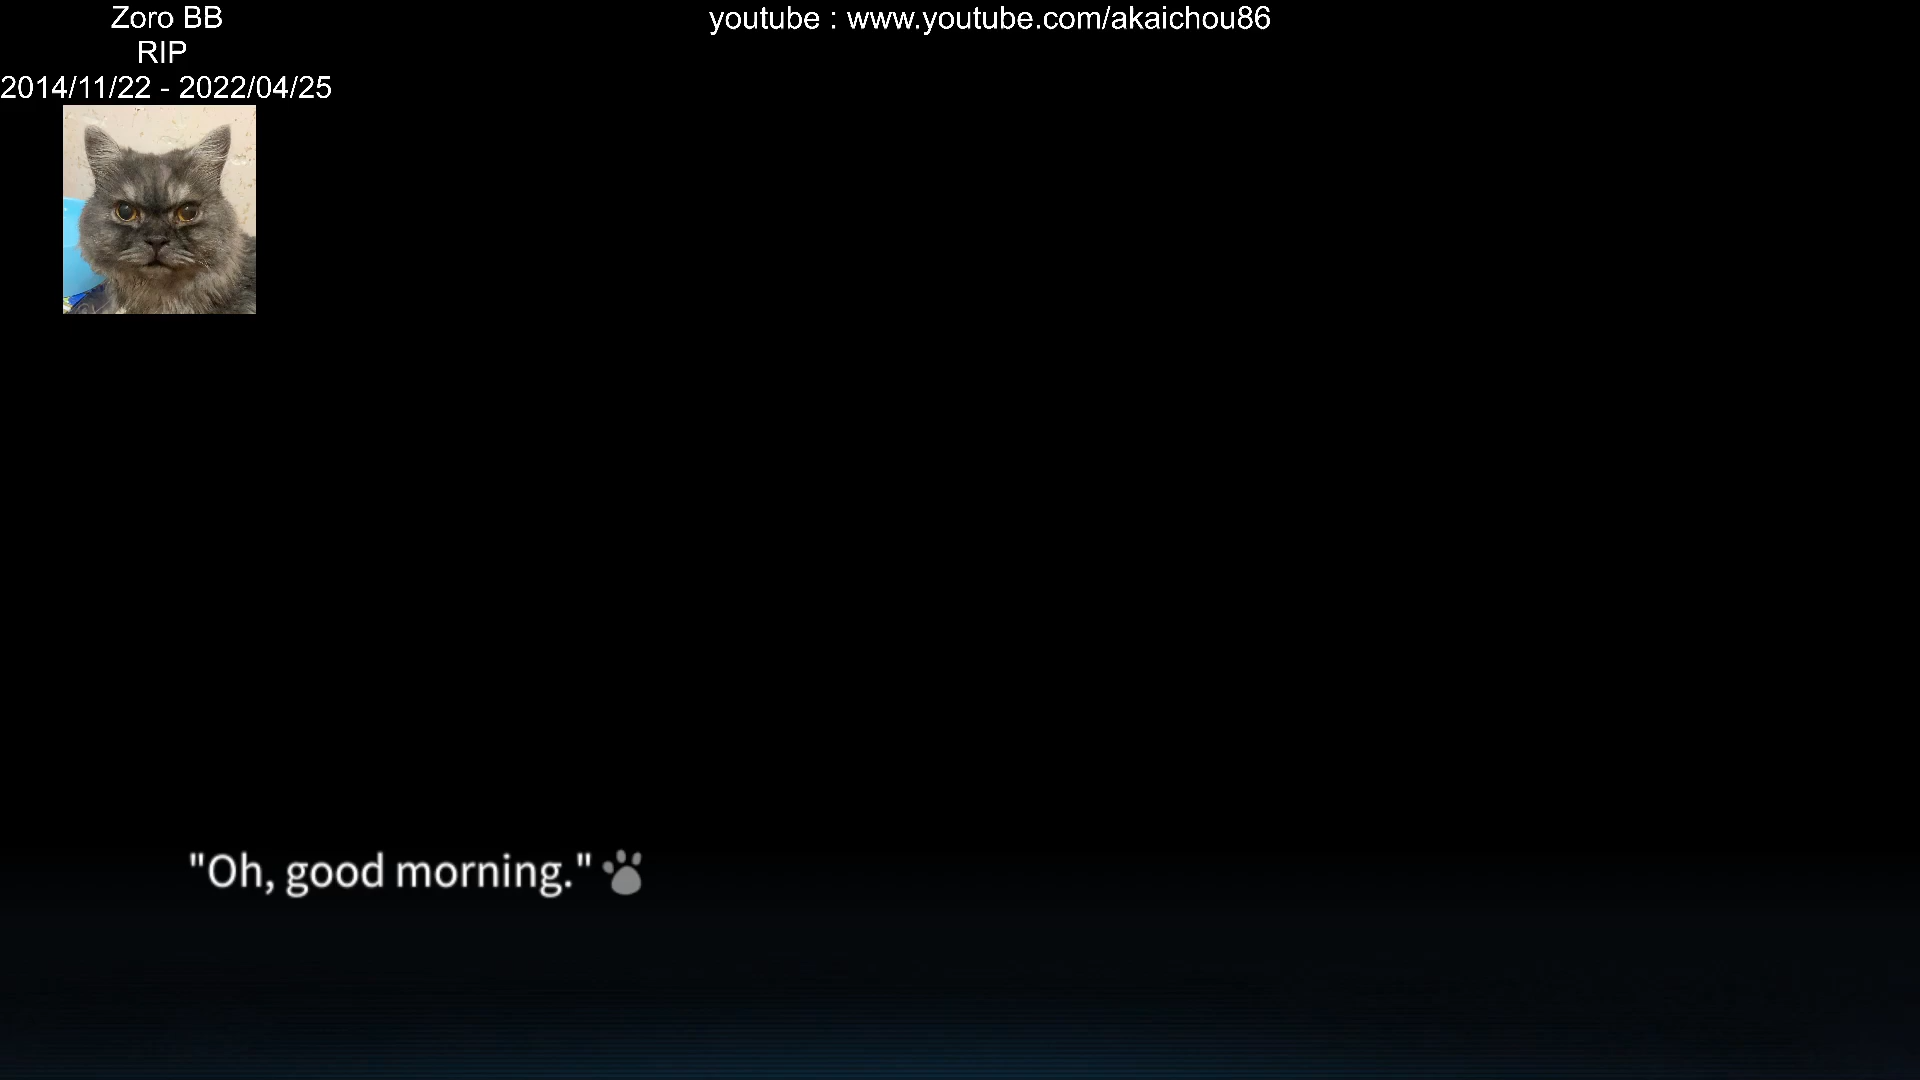 Zoro BB
RIP
2014/11/22 - 2022/04/25
youtube : www.youtube.com/akaichou86
"Oh, good morning."